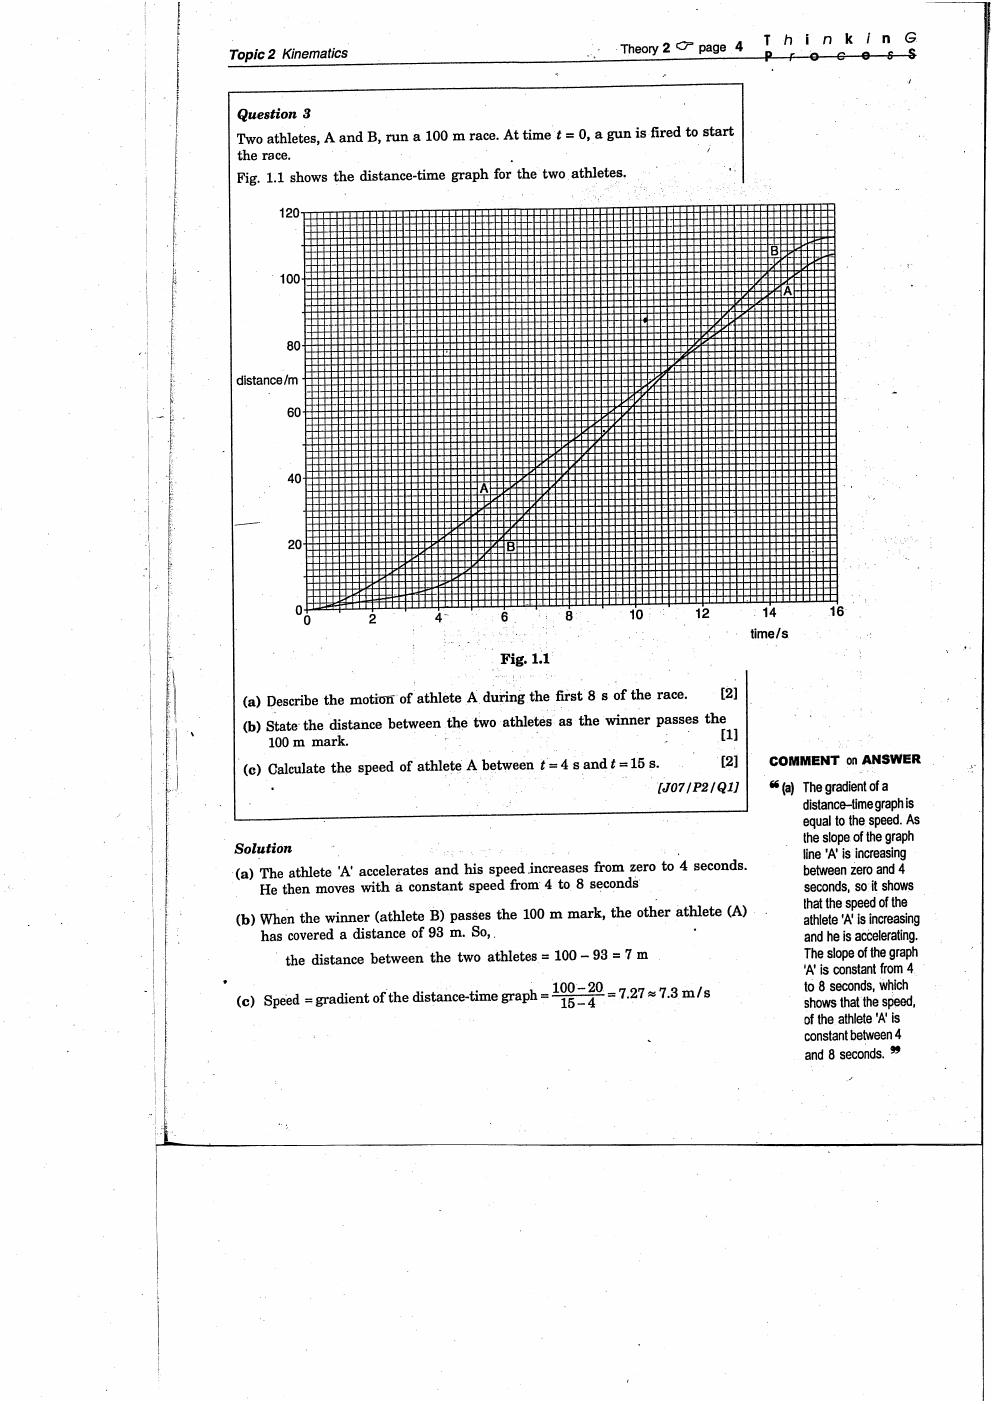 Topic 2 Kinematics
Theory 2 ☞ page 4
T h i n k i n G
P r o c e s S
Question 3
Two athletes, A and B, run a 100 m race. At time t = 0, a gun is fired to start
the race.
Fig. 1.1 shows the distance-time graph for the two athletes.
120
100
80
distance/m
60
40
20
0
B
A
A
B
0 2 4 6 8 10 12 14 16
time/s
Fig. 1.1
(a) Describe the motion of athlete A during the first 8 s of the race. [2]
(b) State the distance between the two athletes as the winner passes the
100 m mark. [1]
(c) Calculate the speed of athlete A between t = 4 s and t = 15 s. [2]
[J07/P2/Q1]
Solution
(a) The athlete 'A' accelerates and his speed increases from zero to 4 seconds.
He then moves with a constant speed from 4 to 8 seconds
(b) When the winner (athlete B) passes the 100 m mark, the other athlete (A)
has covered a distance of 93 m. So,
the distance between the two athletes = 100 – 93 = 7 m
(c) Speed = gradient of the distance-time graph = 100 – 20 / 15 – 4 = 7.27 ≈ 7.3 m/s
COMMENT on ANSWER
❝ (a) The gradient of a
distance–time graph is
equal to the speed. As
the slope of the graph
line 'A' is increasing
between zero and 4
seconds, so it shows
that the speed of the
athlete 'A' is increasing
and he is accelerating.
The slope of the graph
'A' is constant from 4
to 8 seconds, which
shows that the speed,
of the athlete 'A' is
constant between 4
and 8 seconds. ❞